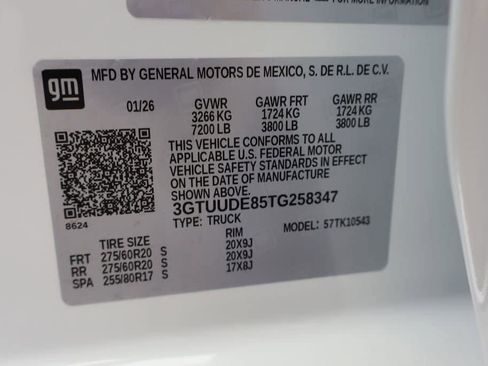 FOR MORE INFORMATION
gm
MFD BY GENERAL MOTORS DE MEXICO, S. DE R.L. DE C.V.
01/26 GVWR GAWR FRT GAWR RR
3266 KG 1724 KG 1724 KG
7200 LB 3800 LB 3800 LB
THIS VEHICLE CONFORMS TO ALL
APPLICABLE U.S. FEDERAL MOTOR
VEHICLE SAFETY STANDARDS IN EFFECT
ON THE DATE OF MANUFACTURE
SHOWN ABOVE.
3GTUUDE85TG258347
8624 TYPE: TRUCK MODEL: 57TK10543
TIRE SIZE RIM
FRT 275/60R20 S 20X9J
RR 275/60R20 S 20X9J
SPA 255/80R17 S 17X8J